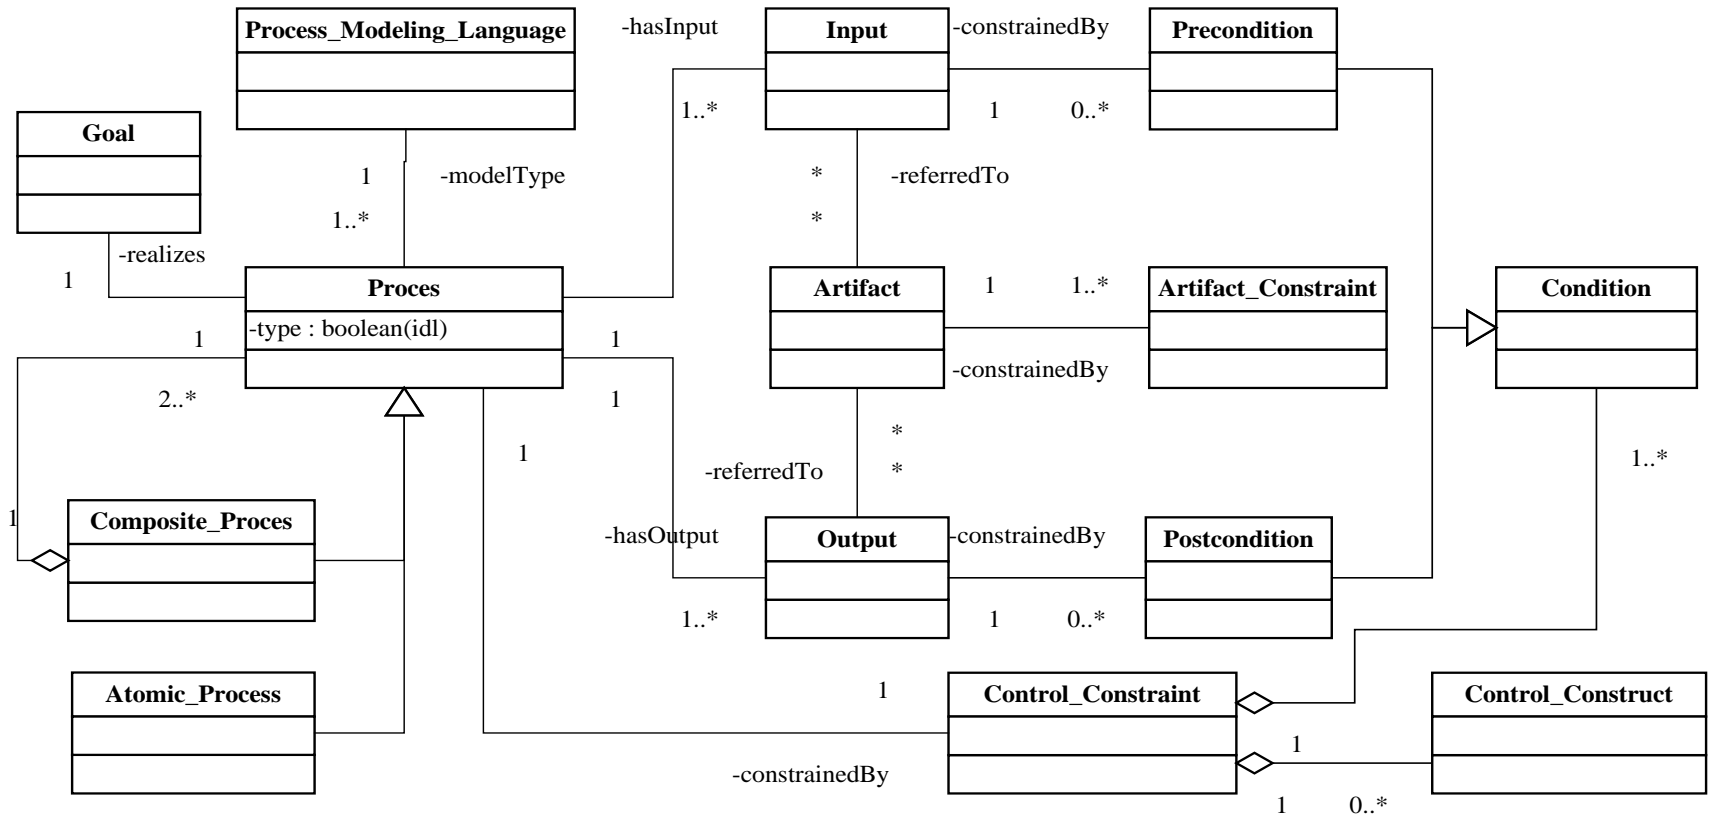 Process_Modeling_Language
-hasInput
Input
-constrainedBy
Precondition
1..*
1
0..*
Goal
1
-modelType
*
-referredTo
1..*
*
-realizes
1
Proces
-type : boolean(idl)
Artifact
1
1..*
Artifact_Constraint
Condition
1
1
-constrainedBy
2..*
1
*
1
1..*
-referredTo
*
1
Composite_Proces
-hasOutput
Output
-constrainedBy
Postcondition
1..*
1
0..*
Atomic_Process
1
Control_Constraint
Control_Construct
1
-constrainedBy
1
0..*